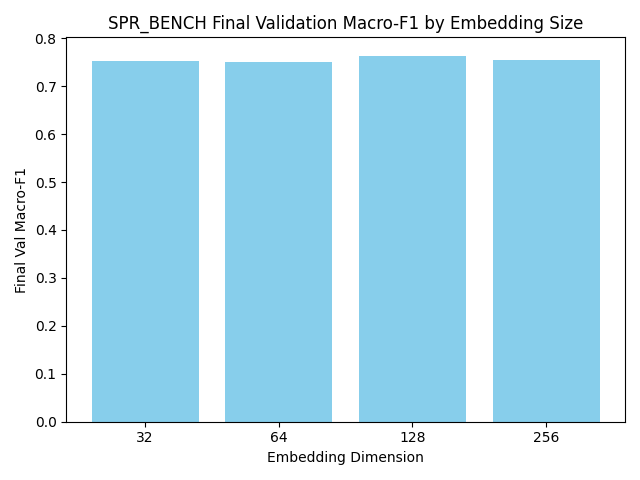 SPR_BENCH Final Validation Macro-F1 by Embedding Size
0.8
0.7
0.6
0.5
0.4
0.3
0.2
0.1
0.0
Final Val Macro-F1
32 64 128 256
Embedding Dimension